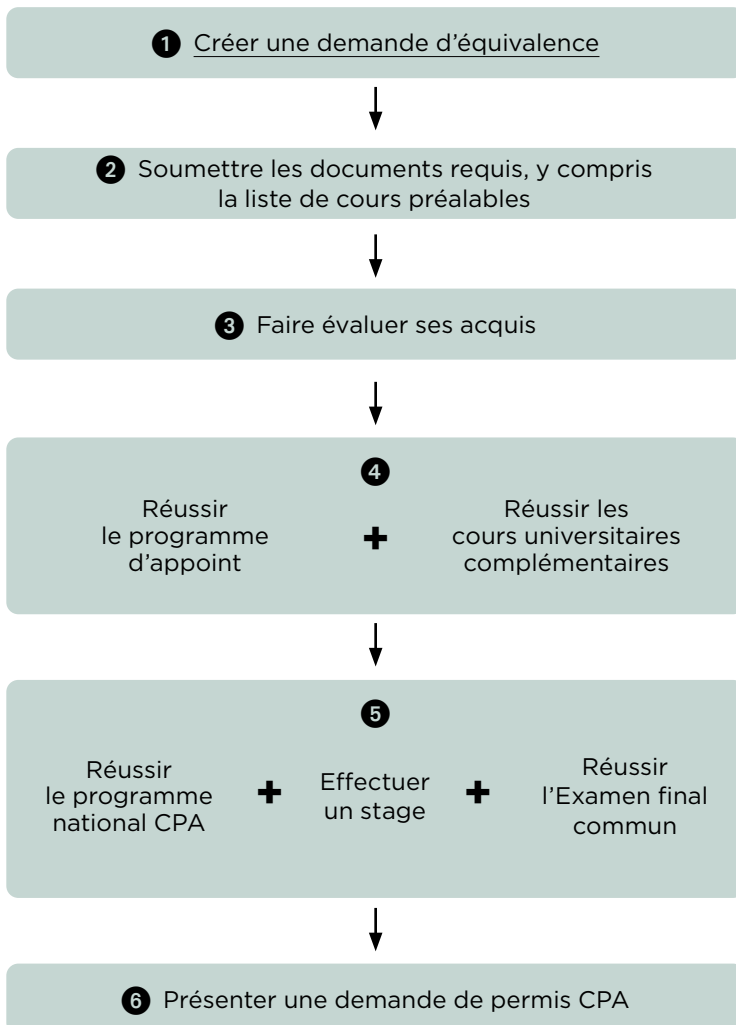 1 Créer une demande d'équivalence
2 Soumettre les documents requis, y compris
la liste de cours préalables
3 Faire évaluer ses acquis
4
Réussir
le programme
d'appoint
+
Réussir les
cours universitaires
complémentaires
5
Réussir
le programme
national CPA
+
Effectuer
un stage
+
Réussir
l'Examen final
commun
6 Présenter une demande de permis CPA